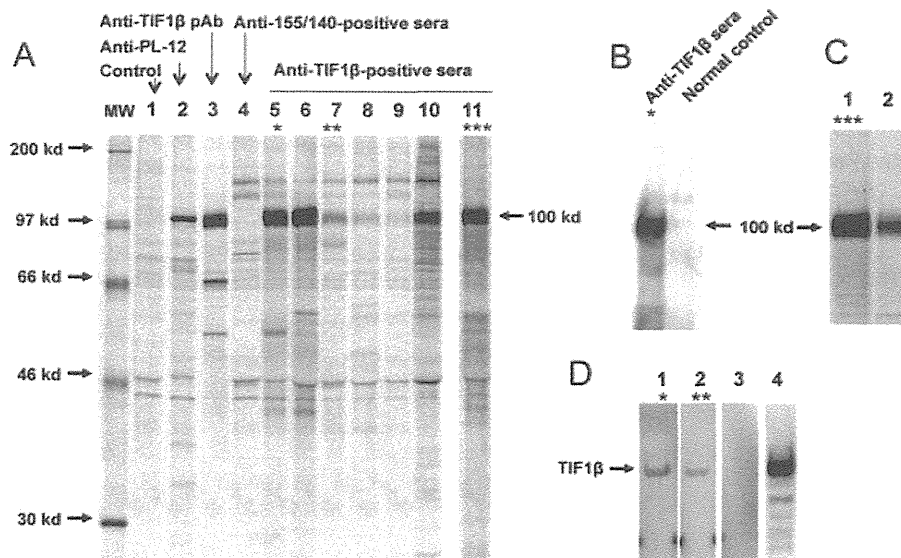 A
Anti-TIF1β pAb Anti-155/140-positive sera
Anti-PL-12
Control
Anti-TIF1β-positive sera
MW 1 2 3 4 5 6 7 8 9 10 11
* ** ***
200 kd
97 kd
66 kd
46 kd
30 kd
100 kd
B
Anti-TIF1β sera
Normal control
*
100 kd
C
1 2
***
D
1 2 3 4
* **
TIF1β